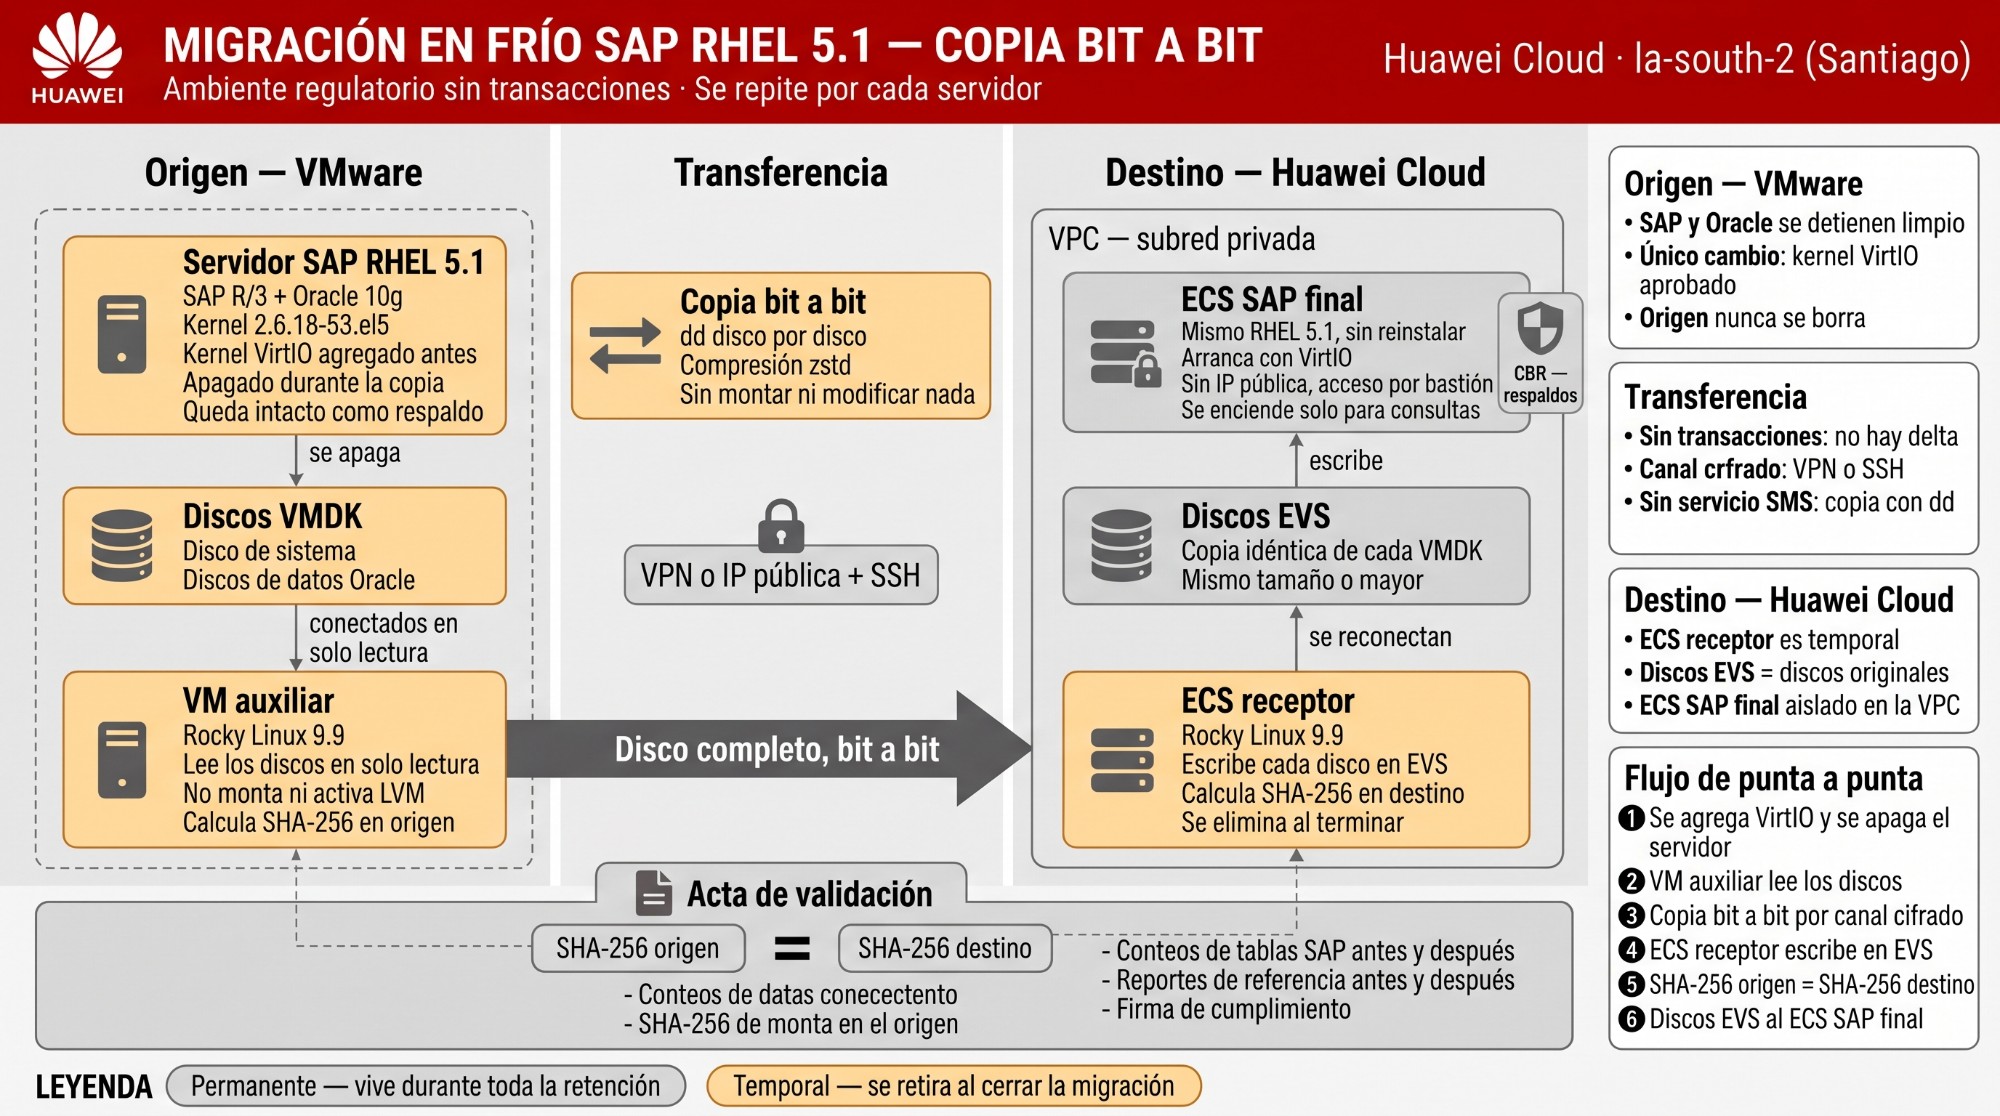 HUAWEI
MIGRACIÓN EN FRÍO SAP RHEL 5.1 — COPIA BIT A BIT
Ambiente regulatorio sin transacciones · Se repite por cada servidor
Huawei Cloud · la-south-2 (Santiago)
Origen — VMware
Servidor SAP RHEL 5.1
SAP R/3 + Oracle 10g
Kernel 2.6.18-53.el5
Kernel VirtIO agregado antes
Apagado durante la copia
Queda intacto como respaldo
se apaga
Discos VMDK
Disco de sistema
Discos de datos Oracle
conectados en
solo lectura
VM auxiliar
Rocky Linux 9.9
Lee los discos en solo lectura
No monta ni activa LVM
Calcula SHA-256 en origen
Transferencia
Copia bit a bit
dd disco por disco
Compresión zstd
Sin montar ni modificar nada
VPN o IP pública + SSH
Disco completo, bit a bit
Destino — Huawei Cloud
VPC — subred privada
ECS SAP final
Mismo RHEL 5.1, sin reinstalar
Arranca con VirtIO
Sin IP pública, acceso por bastión
Se enciende solo para consultas
CBR —
respaldos
escribe
Discos EVS
Copia idéntica de cada VMDK
Mismo tamaño o mayor
se reconectan
ECS receptor
Rocky Linux 9.9
Escribe cada disco en EVS
Calcula SHA-256 en destino
Se elimina al terminar
Acta de validación
SHA-256 origen
=
SHA-256 destino
- Conteos de datas conecectento
- SHA-256 de monta en el origen
- Conteos de tablas SAP antes y después
- Reportes de referencia antes y después
- Firma de cumplimiento
Origen — VMware
• SAP y Oracle se detienen limpio
• Único cambio: kernel VirtIO
aprobado
• Origen nunca se borra
Transferencia
• Sin transacciones: no hay delta
• Canal crfrado: VPN o SSH
• Sin servicio SMS: copia con dd
Destino — Huawei Cloud
• ECS receptor es temporal
• Discos EVS = discos originales
• ECS SAP final aislado en la VPC
Flujo de punta a punta
1 Se agrega VirtIO y se apaga el
servidor
2 VM auxiliar lee los discos
3 Copia bit a bit por canal cifrado
4 ECS receptor escribe en EVS
5 SHA-256 origen = SHA-256 destino
6 Discos EVS al ECS SAP final
LEYENDA
Permanente — vive durante toda la retención
Temporal — se retira al cerrar la migración